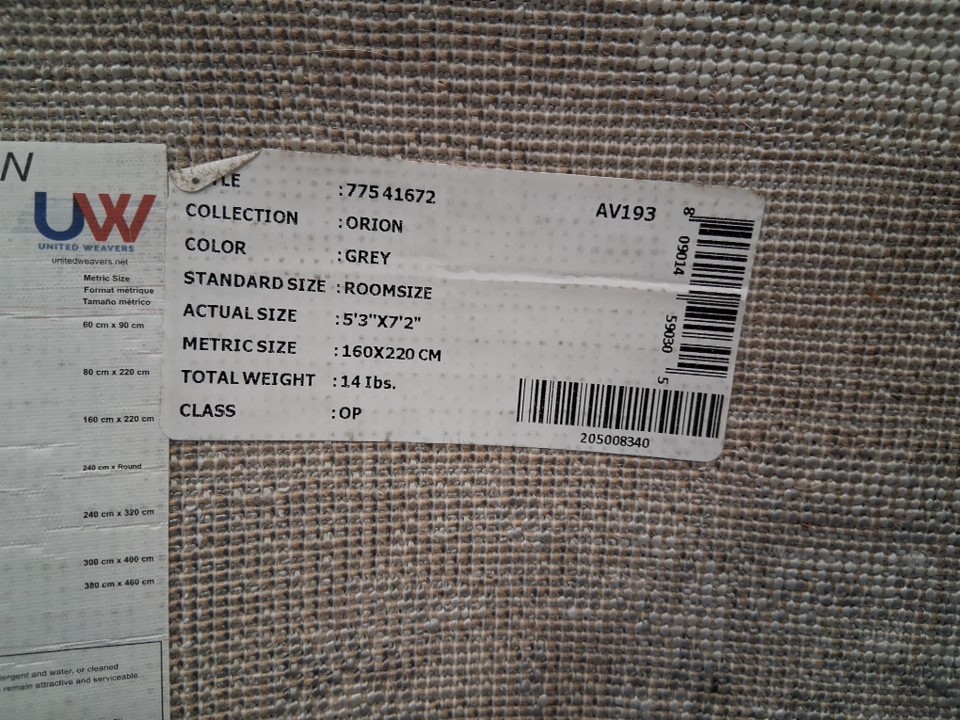 N
UW
UNITED WEAVERS
unitedweavers.net
Metric Size
Format métrique
Tamaño métrico
60 cm x 90 cm
80 cm x 220 cm
160 cm x 220 cm
240 cm x Round
240 cm x 320 cm
300 cm x 400 cm
380 cm x 460 cm
ergent and water, or cleaned
remain attractive and serviceable.
LE :77541672
COLLECTION :ORION
COLOR :GREY
STANDARD SIZE :ROOMSIZE
ACTUAL SIZE :5'3"X7'2"
METRIC SIZE :160X220 CM
TOTAL WEIGHT :14 lbs.
CLASS :OP
AV193
8 09014 59030 5
205008340